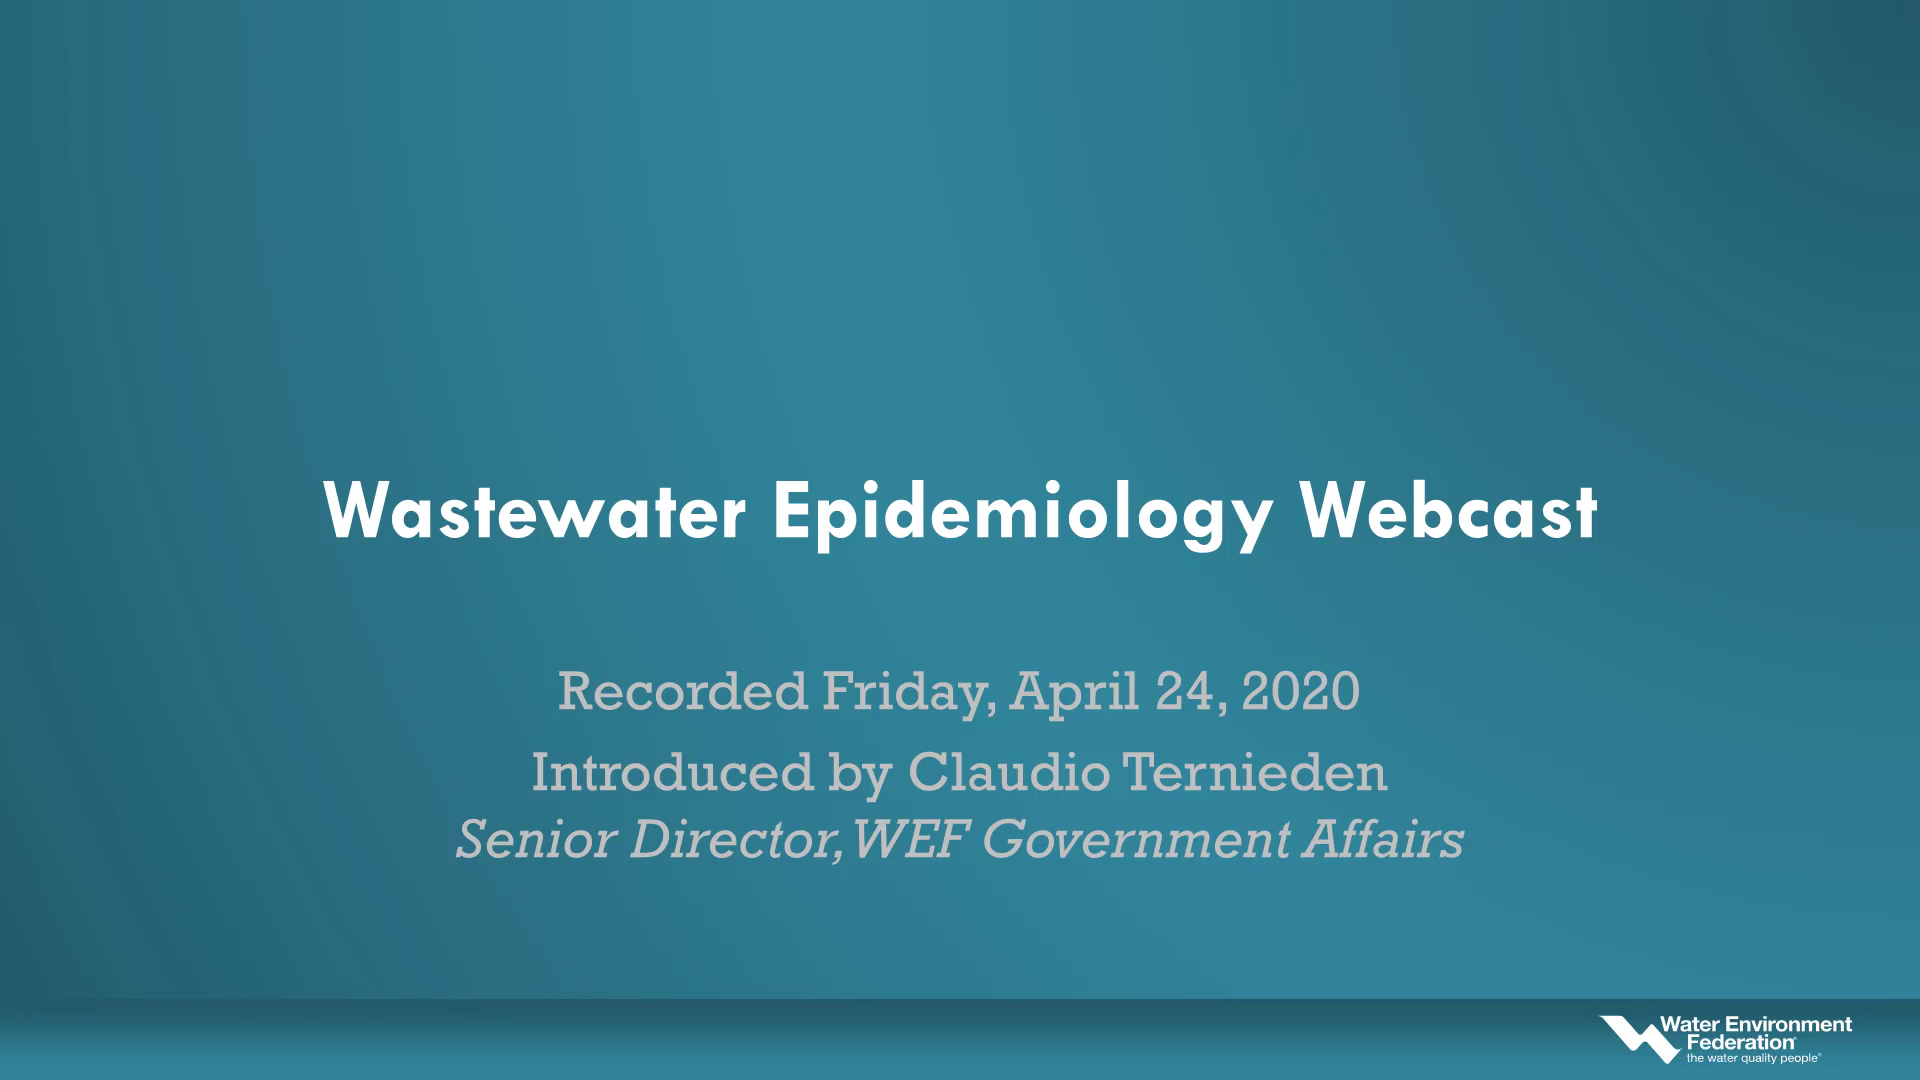 Wastewater Epidemiology Webcast
Recorded Friday, April 24, 2020
Introduced by Claudio Ternieden
Senior Director, WEF Government Affairs
Water Environment
Federation®
the water quality people®